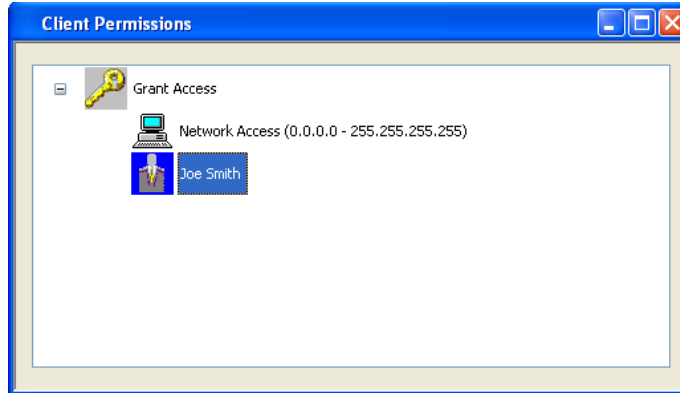 Client Permissions
Grant Access
Network Access (0.0.0.0 - 255.255.255.255)
Joe Smith